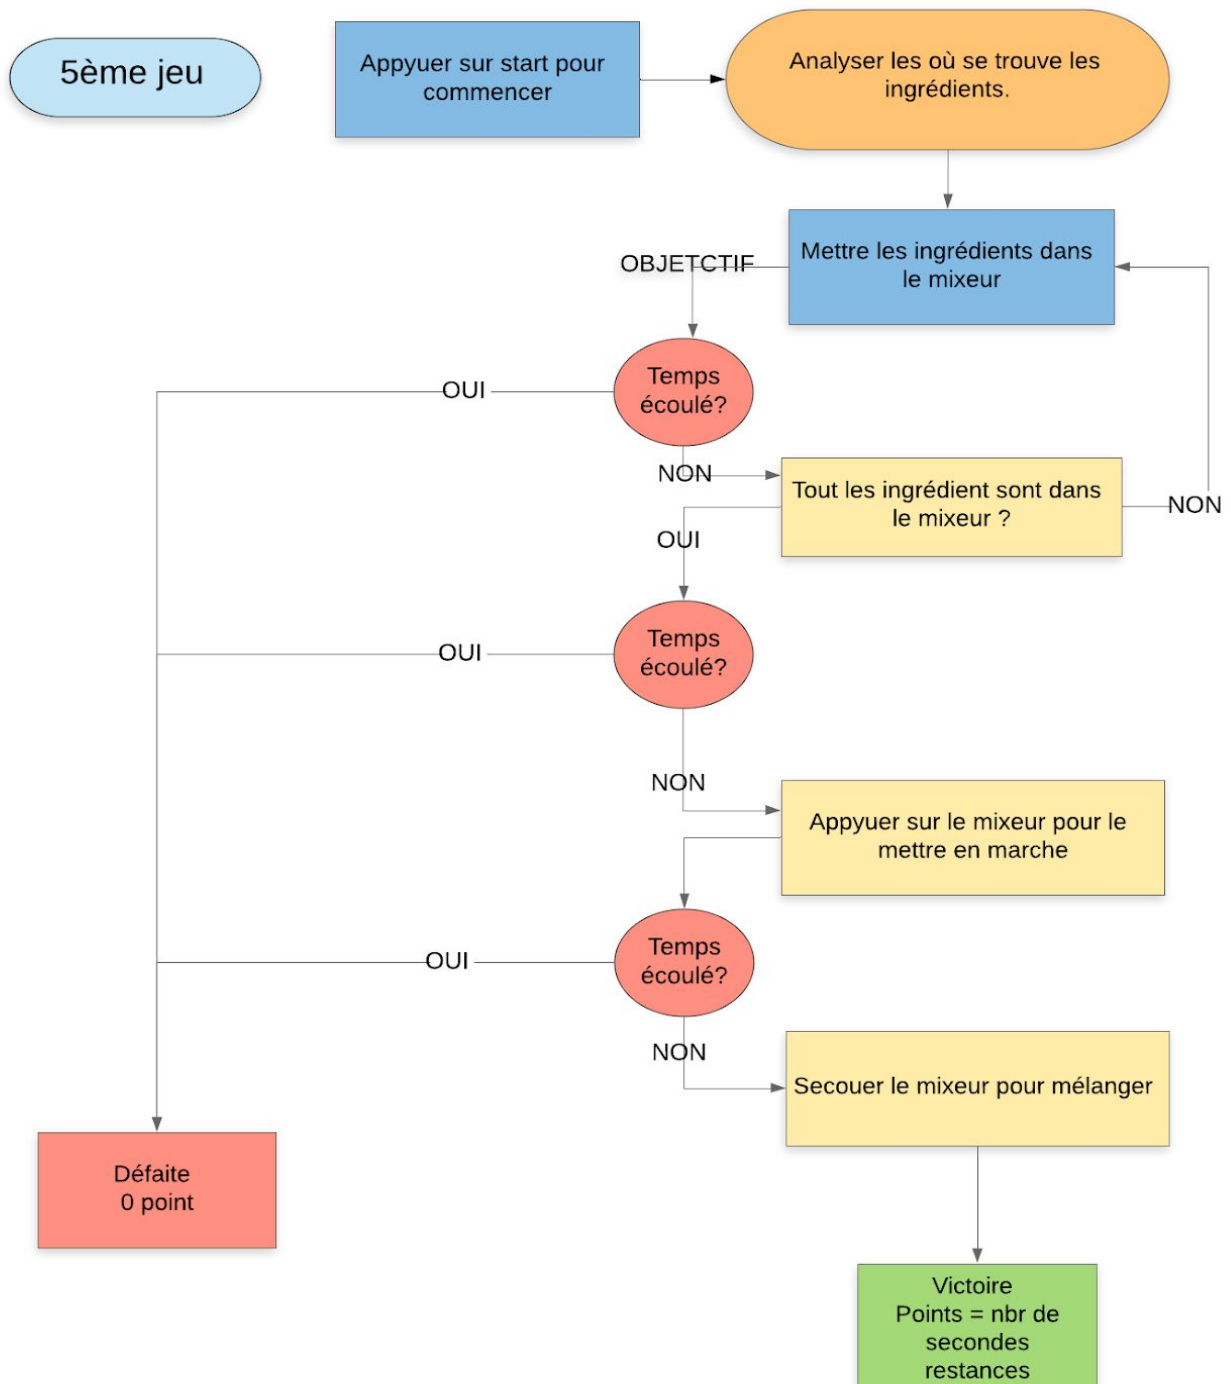 5ème jeu
Appyuer sur start pour
commencer
Analyser les où se trouve les
ingrédients.
Mettre les ingrédients dans
le mixeur
OBJETCTIF
Temps
écoulé?
OUI
NON
Tout les ingrédient sont dans
le mixeur ?
NON
OUI
Temps
écoulé?
OUI
NON
Appyuer sur le mixeur pour le
mettre en marche
Temps
écoulé?
OUI
NON
Secouer le mixeur pour mélanger
Défaite
0 point
Victoire
Points = nbr de
secondes
restances